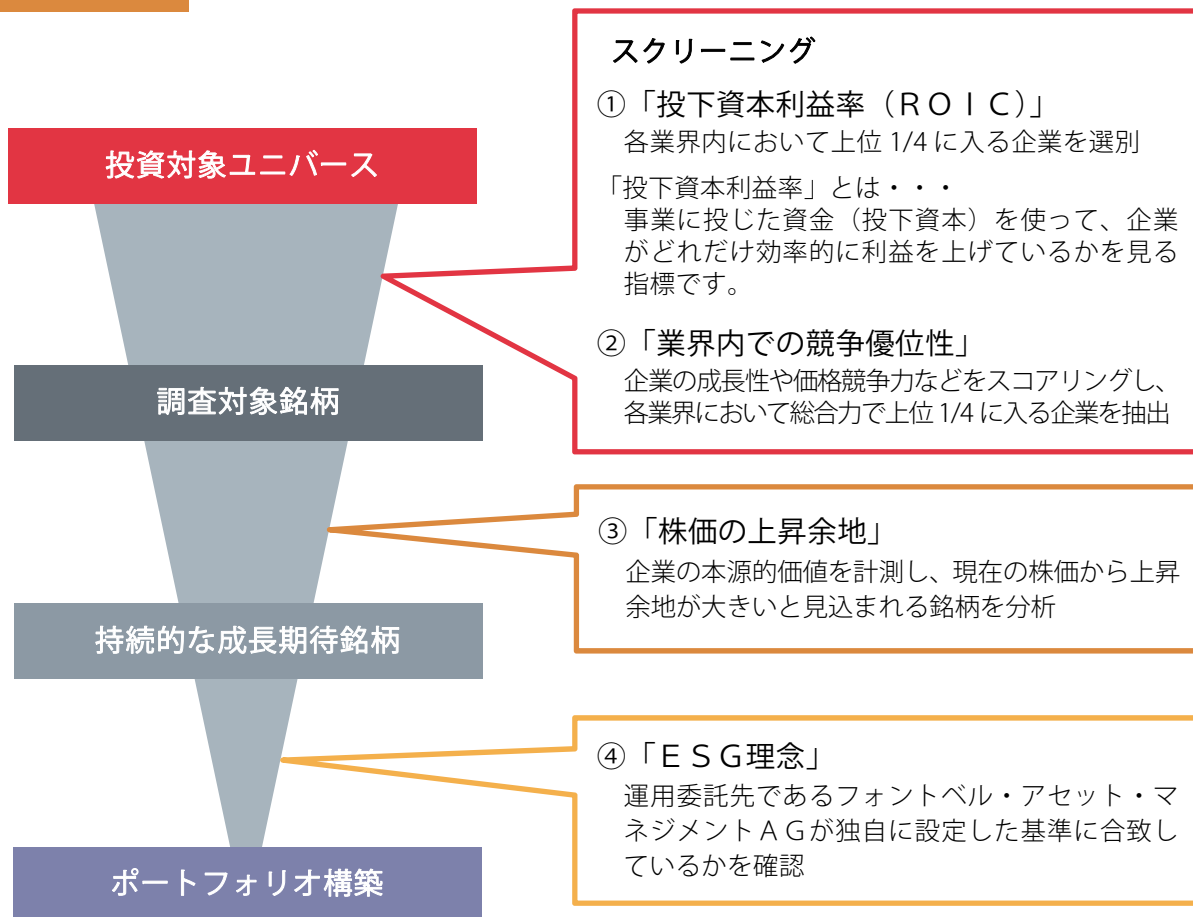 投資対象ユニバース
調査対象銘柄
持続的な成長期待銘柄
ポートフォリオ構築
スクリーニング
①「投下資本利益率（ＲＯＩＣ）」
各業界内において上位 1/4 に入る企業を選別
「投下資本利益率」とは・・・
事業に投じた資金（投下資本）を使って、企業
がどれだけ効率的に利益を上げているかを見る
指標です。
②「業界内での競争優位性」
企業の成長性や価格競争力などをスコアリングし、
各業界において総合力で上位 1/4 に入る企業を抽出
③「株価の上昇余地」
企業の本源的価値を計測し、現在の株価から上昇
余地が大きいと見込まれる銘柄を分析
④「ＥＳＧ理念」
運用委託先であるフォントベル・アセット・マ
ネジメントＡＧが独自に設定した基準に合致し
ているかを確認